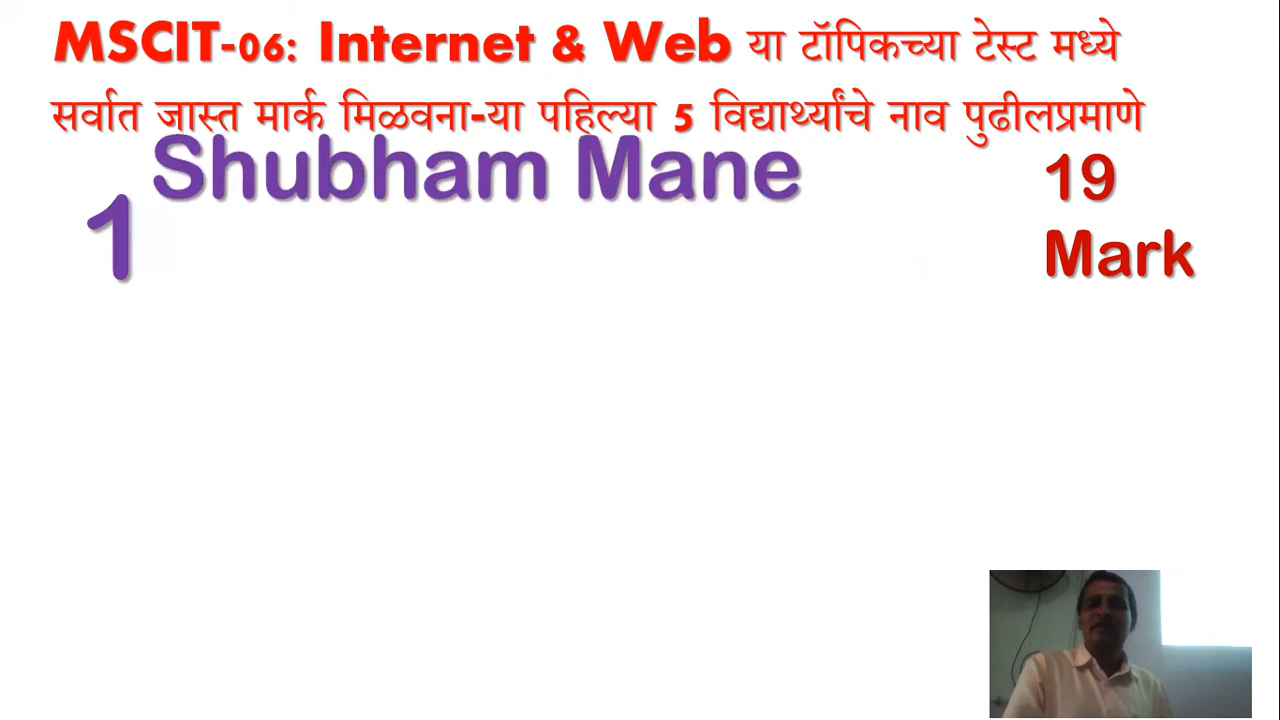 MSCIT-06: Internet & Web या टॉपिकच्या टेस्ट मध्ये
सर्वात जास्त मार्क मिळवना-या पहिल्या 5 विद्यार्थ्यांचे नाव पुढीलप्रमाणे
1 Shubham Mane 19
Mark